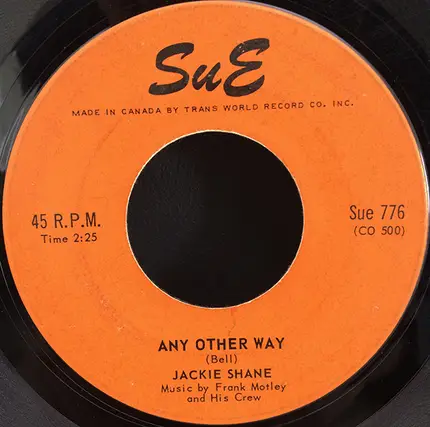 SuE
MADE IN CANADA BY TRANS WORLD RECORD CO. INC.
45 R.P.M.
Time 2:25
Sue 776
(CO 500)
ANY OTHER WAY
(Bell)
JACKIE SHANE
Music by Frank Motley
and His Crew